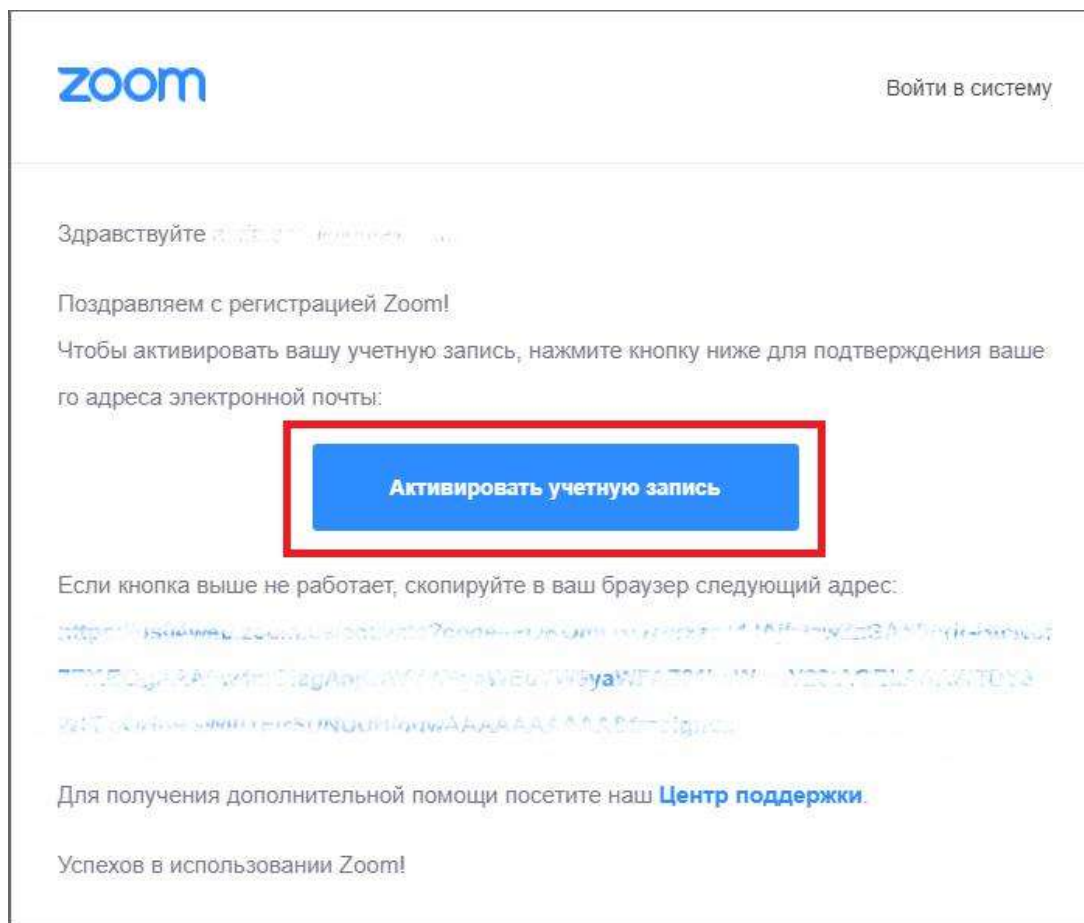 zoom
Войти в систему
Здравствуйте
Поздравляем с регистрацией Zoom!
Чтобы активировать вашу учетную запись, нажмите кнопку ниже для подтверждения ваше
го адреса электронной почты:
Активировать учетную запись
Если кнопка выше не работает, скопируйте в ваш браузер следующий адрес:
Для получения дополнительной помощи посетите наш Центр поддержки.
Успехов в использовании Zoom!